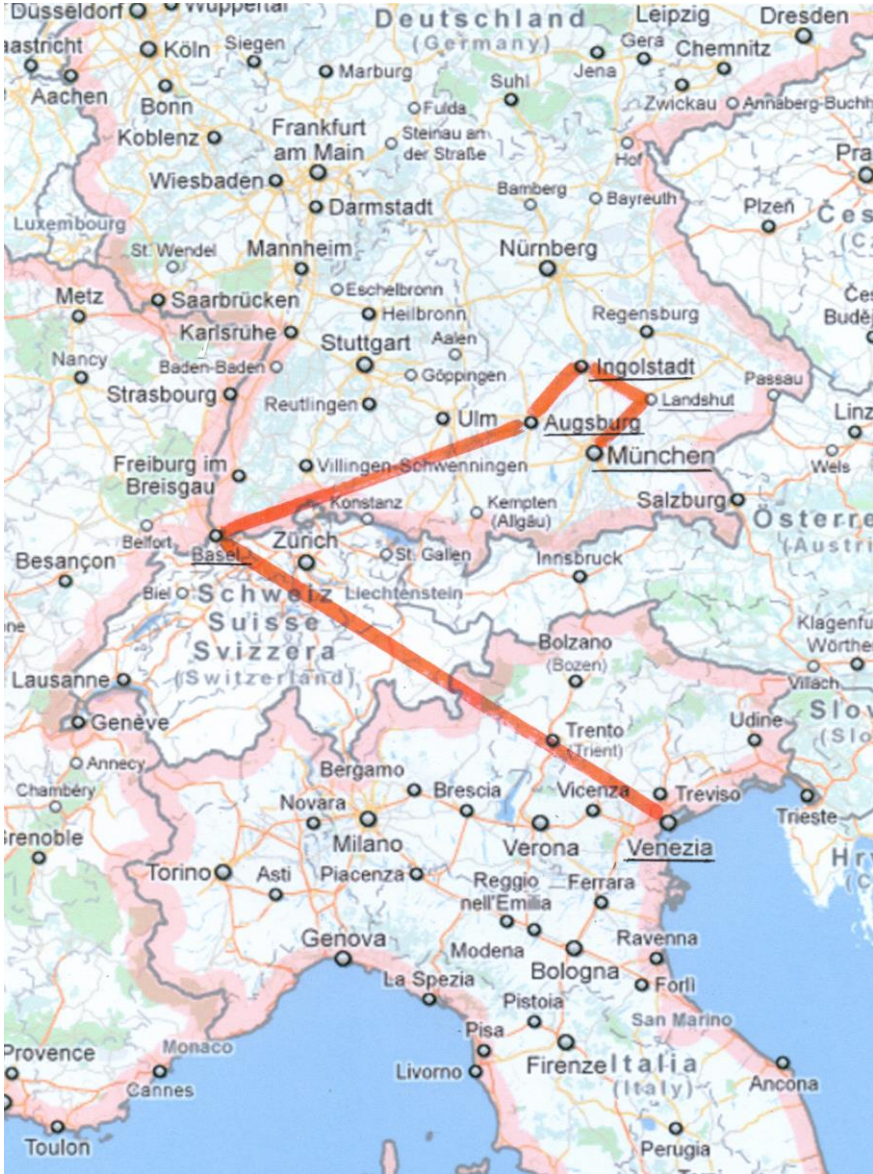 Düsseldorf
Wuppertal
Deutschland
(Germany)
Leipzig
Dresden
aastricht
Köln
Siegen
Gera
Chemnitz
Aachen
Bonn
Marburg
Suhl
Jena
Zwickau
Annaberg-Buchh
Koblenz
Frankfurt
am Main
Fulda
Steinau an
der Straße
Hof
Pra
Wiesbaden
Darmstadt
Bamberg
Bayreuth
Plzeň
Čes
(Cz
Luxembourg
St. Wendel
Mannheim
Nürnberg
Metz
Saarbrücken
Eschelbronn
Heilbronn
Regensburg
Čes
Buděj
Karlsruhe
Nancy
Baden-Baden
Stuttgart
Aalen
Göppingen
Ingolstadt
Passau
Strasbourg
Reutlingen
Ulm
Augsburg
Landshut
Linz
Freiburg im
Breisgau
Villingen-Schwenningen
München
Wels
Belfort
Konstanz
Kempten
(Allgäu)
Salzburg
Österre
(Austri
Besançon
Basel
Zürich
St. Gallen
Innsbruck
Biel
Schweiz
Suisse
Svizzera
(Switzerland)
Liechtenstein
Bolzano
(Bozen)
Klagenfu
Wörthe
Villach
Lausanne
Genève
Trento
(Trient)
Udine
Slov
(Slo
Annecy
Chambéry
Bergamo
Brescia
Vicenza
Treviso
Trieste
Grenoble
Novara
Milano
Verona
Venezia
Hrv
(C
Torino
Asti
Piacenza
Reggio
nell'Emilia
Ferrara
Genova
Modena
Bologna
Ravenna
La Spezia
Forlì
Pistoia
San Marino
Provence
Monaco
Pisa
Firenze
Italia
(Italy)
Cannes
Livorno
Ancona
Toulon
Perugia